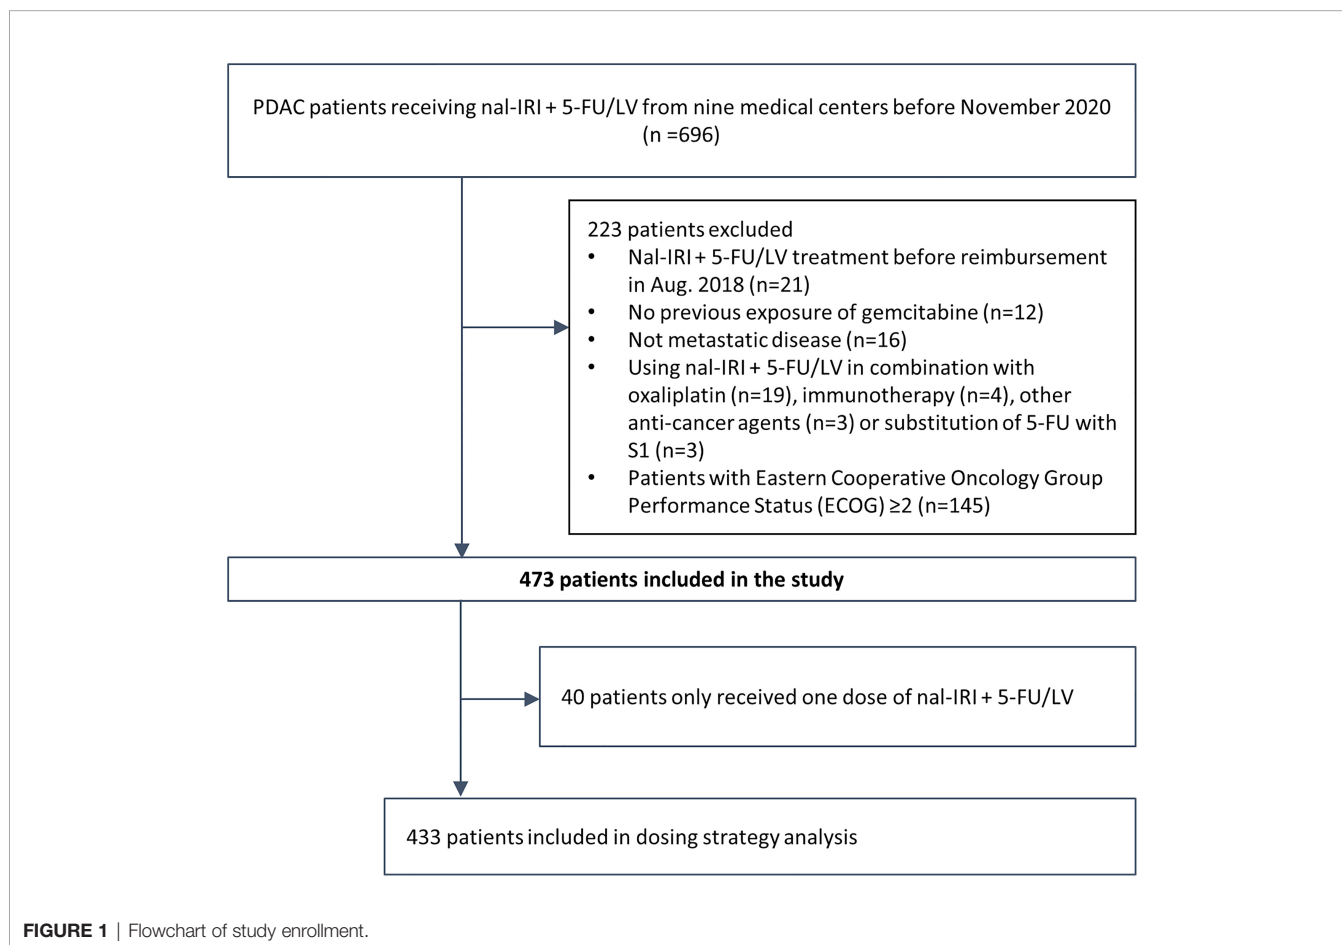 PDAC patients receiving nal-IRI + 5-FU/LV from nine medical centers before November 2020
(n =696)
223 patients excluded
• Nal-IRI + 5-FU/LV treatment before reimbursement
in Aug. 2018 (n=21)
• No previous exposure of gemcitabine (n=12)
• Not metastatic disease (n=16)
• Using nal-IRI + 5-FU/LV in combination with
oxaliplatin (n=19), immunotherapy (n=4), other
anti-cancer agents (n=3) or substitution of 5-FU with
S1 (n=3)
• Patients with Eastern Cooperative Oncology Group
Performance Status (ECOG) ≥2 (n=145)
473 patients included in the study
40 patients only received one dose of nal-IRI + 5-FU/LV
433 patients included in dosing strategy analysis
FIGURE 1 | Flowchart of study enrollment.